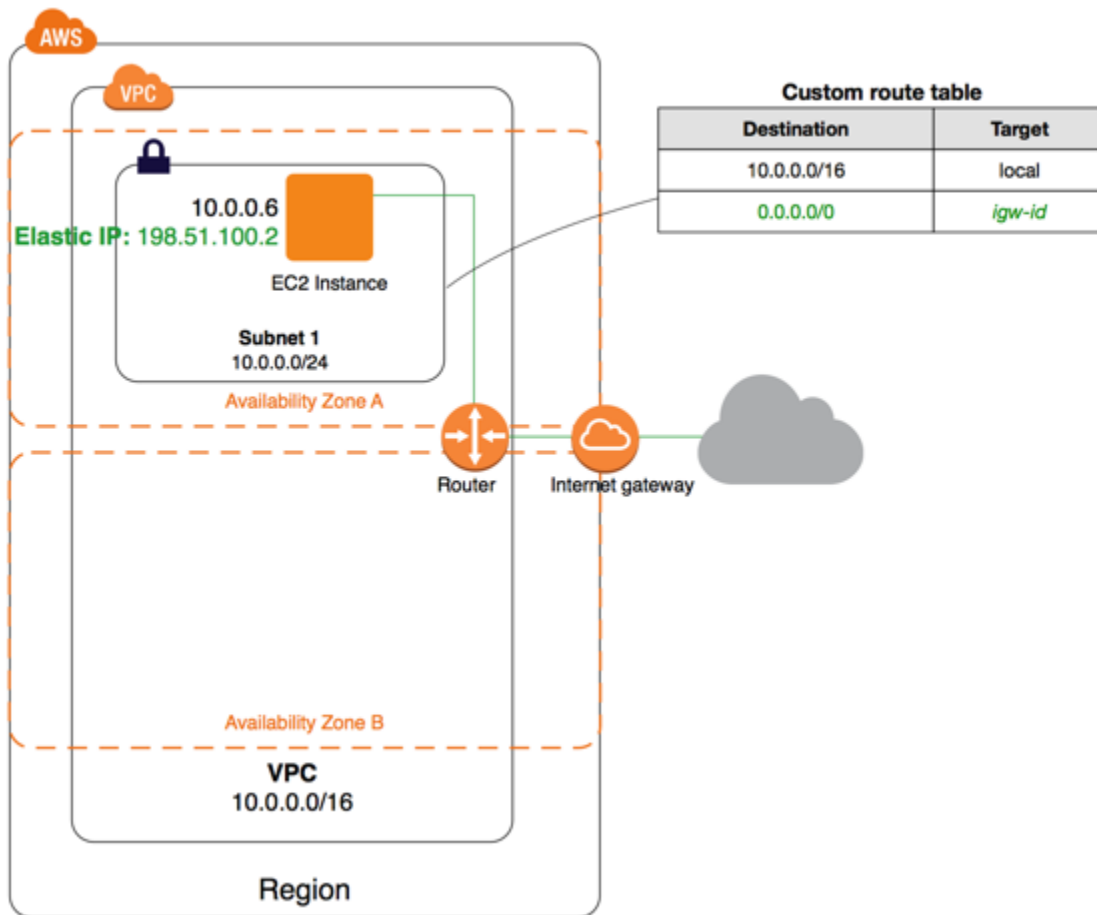 AWS
VPC
Custom route table
Destination Target
10.0.0.0/16 local
0.0.0.0/0 igw-id
10.0.0.6
Elastic IP: 198.51.100.2
EC2 Instance
Subnet 1
10.0.0.0/24
Availability Zone A
Router
Internet gateway
Availability Zone B
VPC
10.0.0.0/16
Region